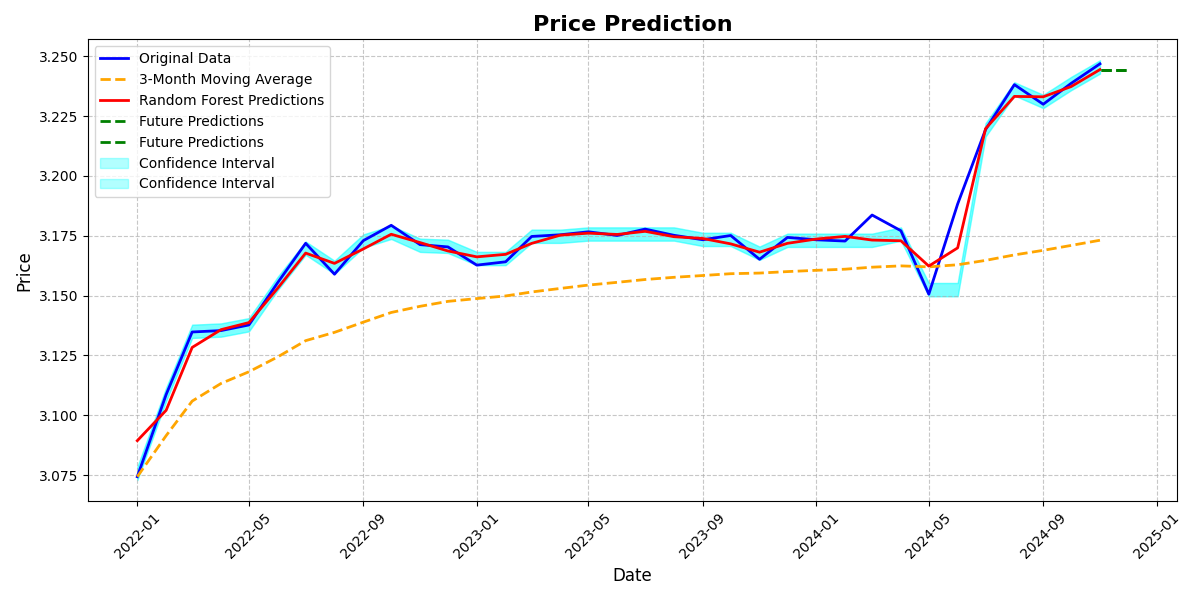 Price Prediction
Original Data
3-Month Moving Average
Random Forest Predictions
Future Predictions
Future Predictions
Confidence Interval
Confidence Interval
3.250
3.225
3.200
3.175
3.150
3.125
3.100
3.075
Price
2022-01
2022-05
2022-09
2023-01
2023-05
2023-09
2024-01
2024-05
2024-09
2025-01
Date